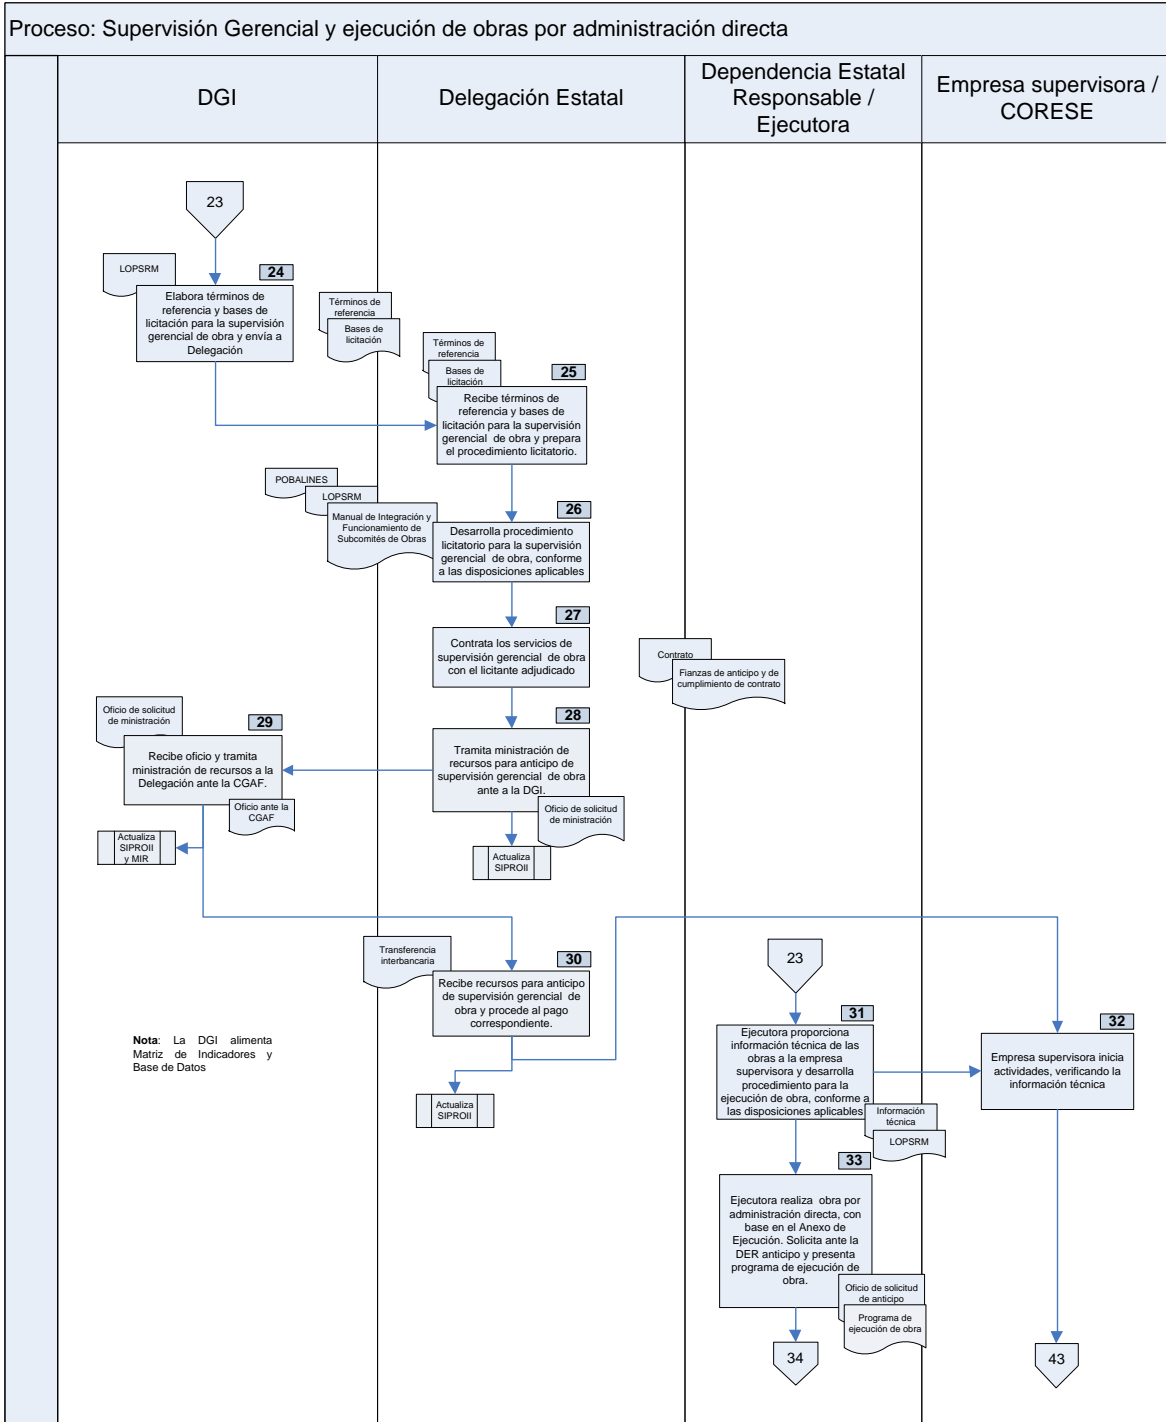 Proceso: Supervisión Gerencial y ejecución de obras por administración directa
DGI
Delegación Estatal
Dependencia Estatal
Responsable /
Ejecutora
Empresa supervisora /
CORESE
23
LOPSRM
24
Elabora términos de
referencia y bases de
licitación para la supervisión
gerencial de obra y envía a
Delegación
Términos de
referencia
Bases de
licitación
Términos de
referencia
Bases de
licitación
25
Recibe términos de
referencia y bases de
licitación para la supervisión
gerencial de obra y prepara
el procedimiento licitatorio.
POBALINES
LOPSRM
Manual de Integración y
Funcionamiento de
Subcomités de Obras
26
Desarrolla procedimiento
licitatorio para la supervisión
gerencial de obra, conforme
a las disposiciones aplicables
27
Contrata los servicios de
supervisión gerencial de obra
con el licitante adjudicado
Contrato
Fianzas de anticipo y de
cumplimiento de contrato
28
Tramita ministración de
recursos para anticipo de
supervisión gerencial de obra
ante a la DGI.
Oficio de solicitud
de ministración
Actualiza
SIPROII
Oficio de solicitud
de ministración
29
Recibe oficio y tramita
ministración de recursos a la
Delegación ante la CGAF.
Oficio ante la
CGAF
Actualiza
SIPROII
y MIR
Transferencia
interbancaria
30
Recibe recursos para anticipo
de supervisión gerencial de
obra y procede al pago
correspondiente.
Actualiza
SIPROII
Nota: La DGI alimenta
Matriz de Indicadores y
Base de Datos
23
31
Ejecutora proporciona
información técnica de las
obras a la empresa
supervisora y desarrolla
procedimiento para la
ejecución de obra, conforme a
las disposiciones aplicables
Información
técnica
LOPSRM
32
Empresa supervisora inicia
actividades, verificando la
información técnica
33
Ejecutora realiza obra por
administración directa, con
base en el Anexo de
Ejecución. Solicita ante la
DER anticipo y presenta
programa de ejecución de
obra.
Oficio de solicitud
de anticipo
Programa de
ejecución de obra
34
43